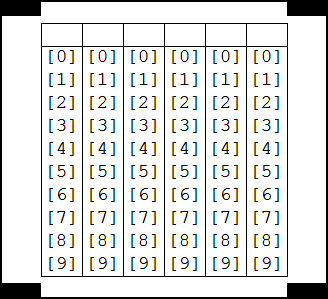 [0] [0] [0] [0] [0] [0]
[1] [1] [1] [1] [1] [1]
[2] [2] [2] [2] [2] [2]
[3] [3] [3] [3] [3] [3]
[4] [4] [4] [4] [4] [4]
[5] [5] [5] [5] [5] [5]
[6] [6] [6] [6] [6] [6]
[7] [7] [7] [7] [7] [7]
[8] [8] [8] [8] [8] [8]
[9] [9] [9] [9] [9] [9]